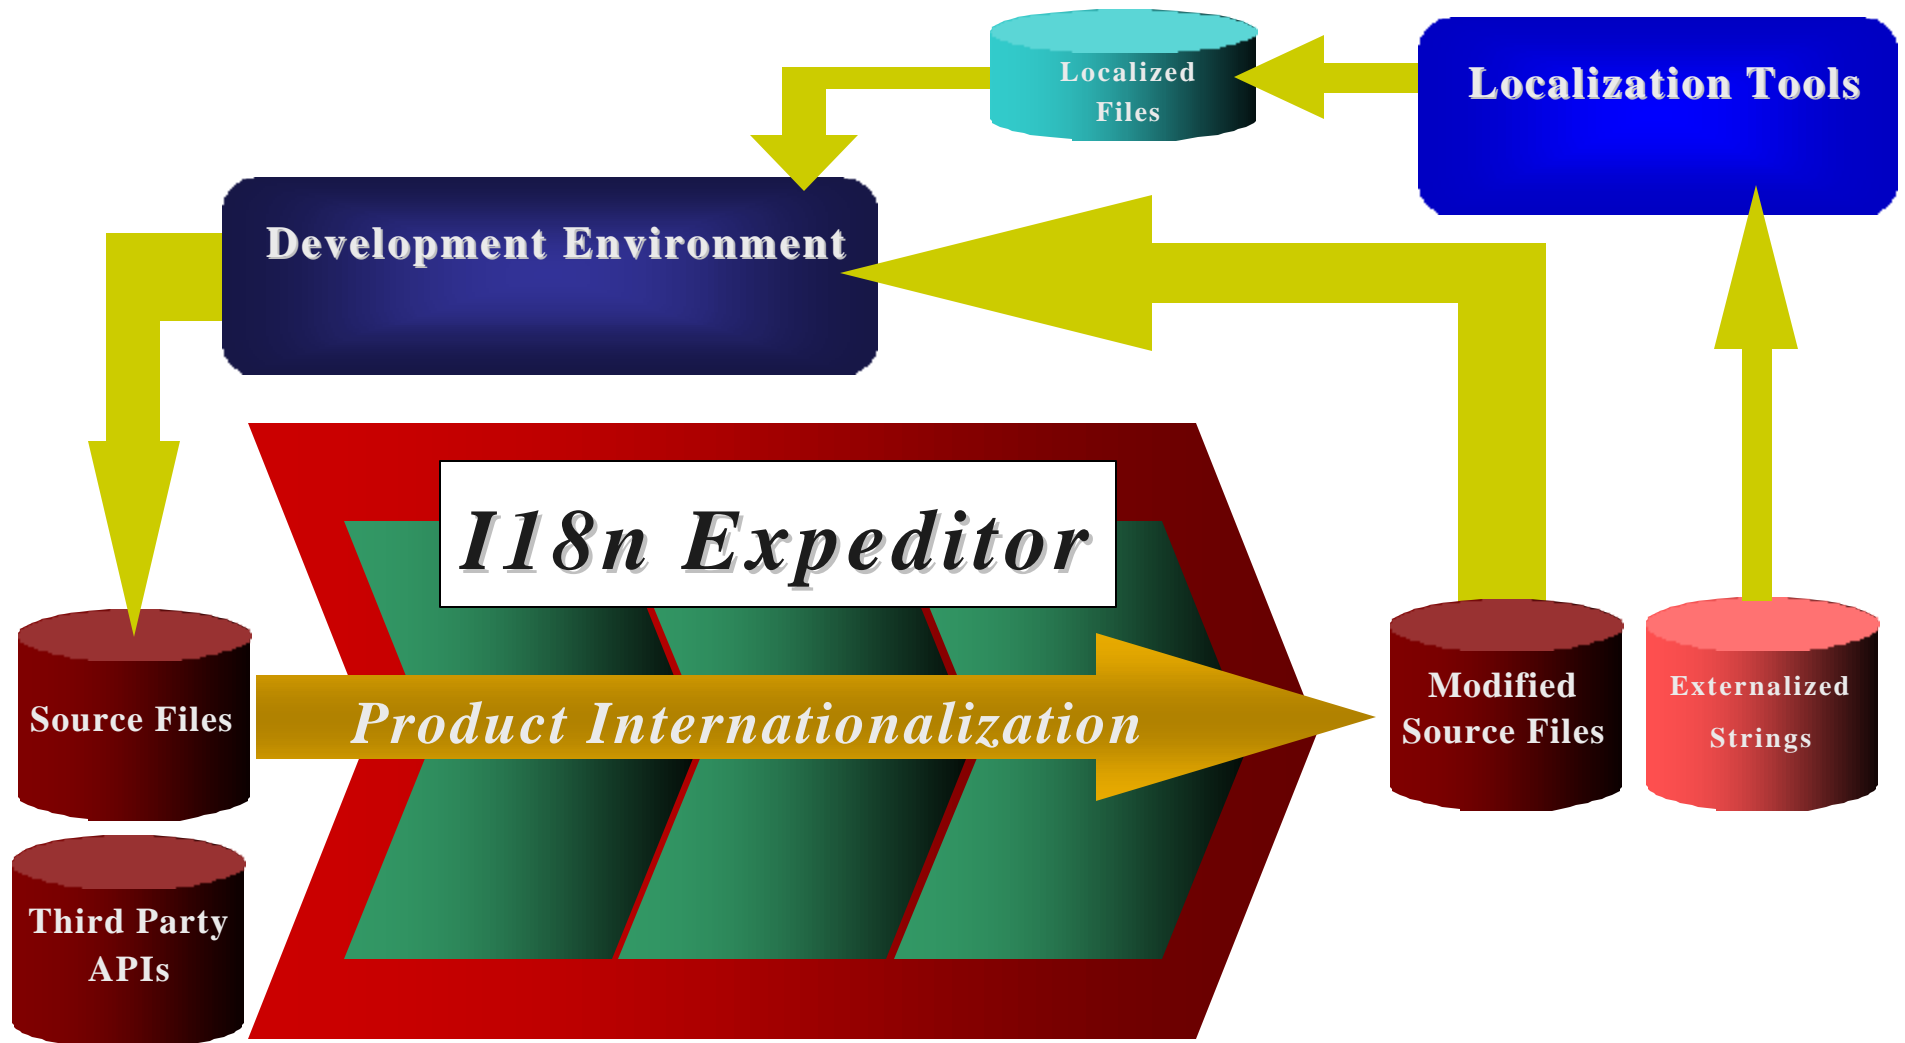 Localized
Files
Localization Tools
Development Environment
I18n Expeditor
Product Internationalization
Source Files
Modified
Source Files
Externalized
Strings
Third Party
APIs